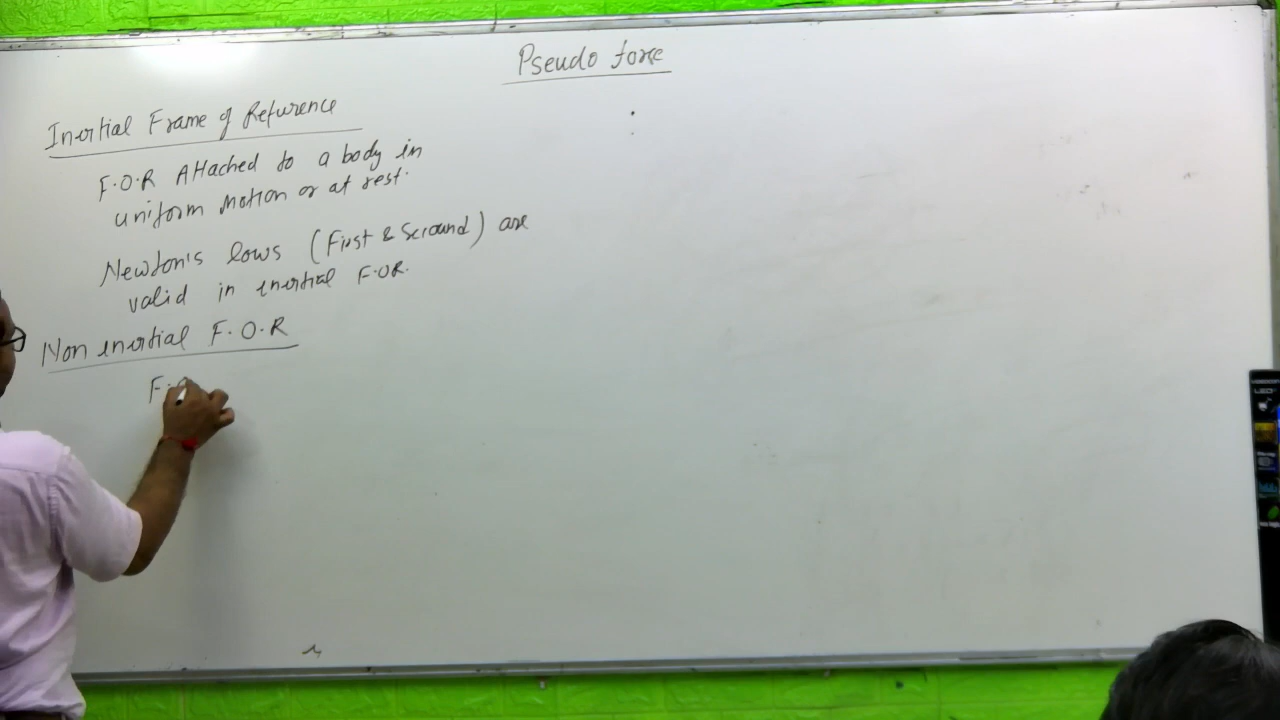 Pseudo force
Inertial Frame of Reference
F.O.R Attached to a body in
uniform motion or at rest.
Newton's laws (First & Scround) are
valid in inertial F.O.R.
Non inertial F.O.R
F.O